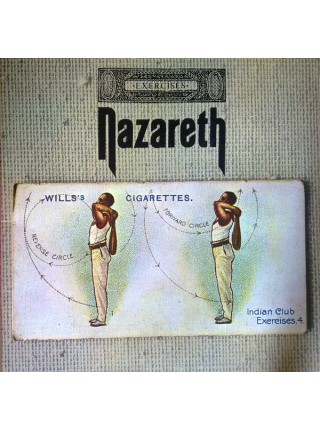 ·EXERCISES·
Nazareth
WILLS'S CIGARETTES.
REVERSE CIRCLE
FORWARD CIRCLE
Indian Club
Exercises. 4.